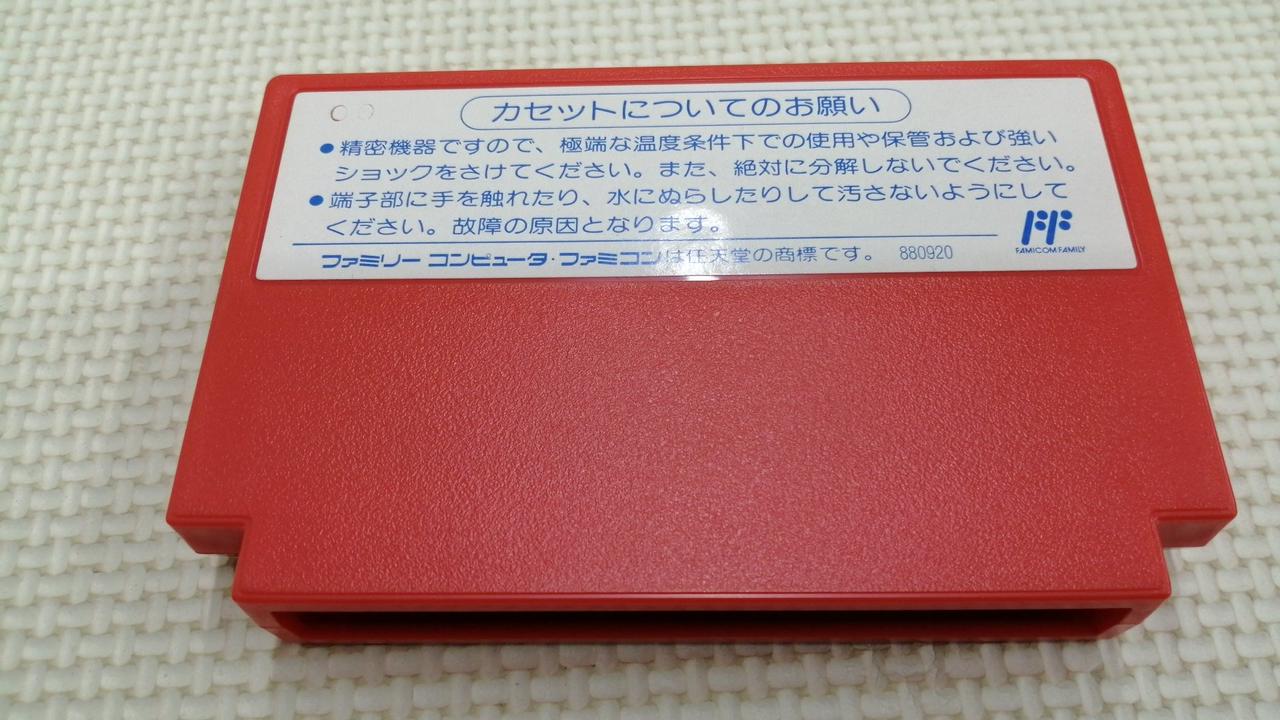 カセットについてのお願い
●精密機器ですので、極端な温度条件下での使用や保管および強い
ショックをさけてください。また、絶対に分解しないでください。
●端子部に手を触れたり、水にぬらしたりして汚さないようにして
ください。故障の原因となります。
FAMICOM FAMILY
ファミリー コンピュータ・ファミコンは任天堂の商標です。 880920